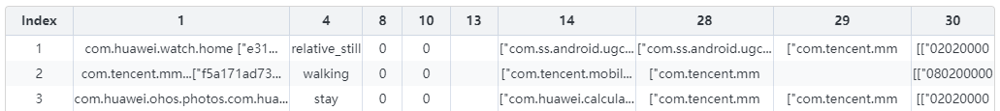 Index 1 4 8 10 13 14 28 29 30
1 com.huawei.watch.home ["e31... relative_still 0 0 ["com.ss.android.ugc... ["com.ss.android.ugc... ["com.tencent.mm [["02020000
2 com.tencent.mm...["f5a171ad73... walking 0 0 ["com.tencent.mobil... ["com.tencent.mm [["080200000
3 com.huawei.ohos.photos.com.hua... stay 0 0 ["com.huawei.calcula... ["com.tencent.mm ["com.tencent.mm [["02020000